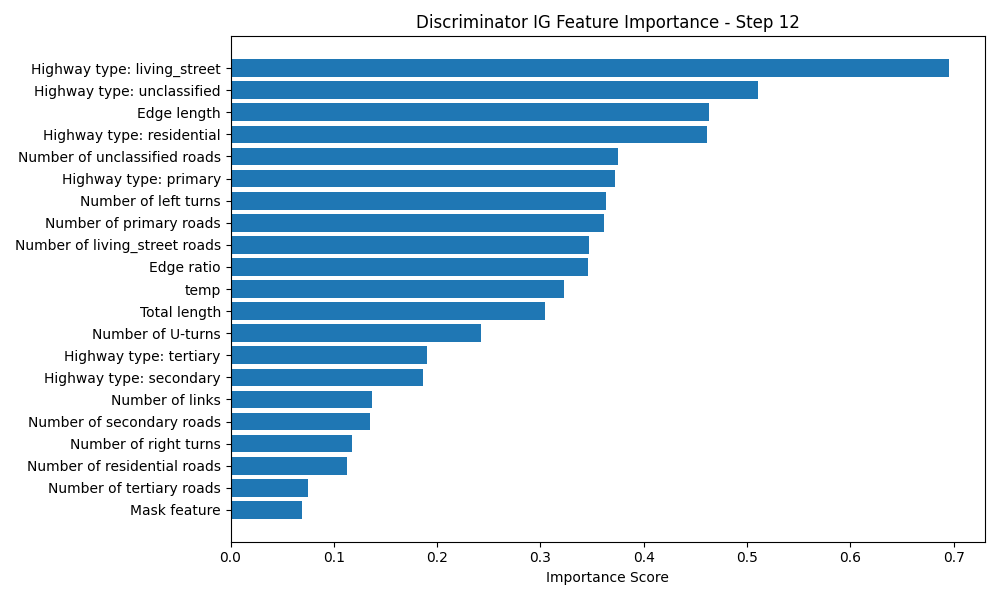 Discriminator IG Feature Importance - Step 12
Highway type: living_street
Highway type: unclassified
Edge length
Highway type: residential
Number of unclassified roads
Highway type: primary
Number of left turns
Number of primary roads
Number of living_street roads
Edge ratio
temp
Total length
Number of U-turns
Highway type: tertiary
Highway type: secondary
Number of links
Number of secondary roads
Number of right turns
Number of residential roads
Number of tertiary roads
Mask feature
0.0 0.1 0.2 0.3 0.4 0.5 0.6 0.7
Importance Score